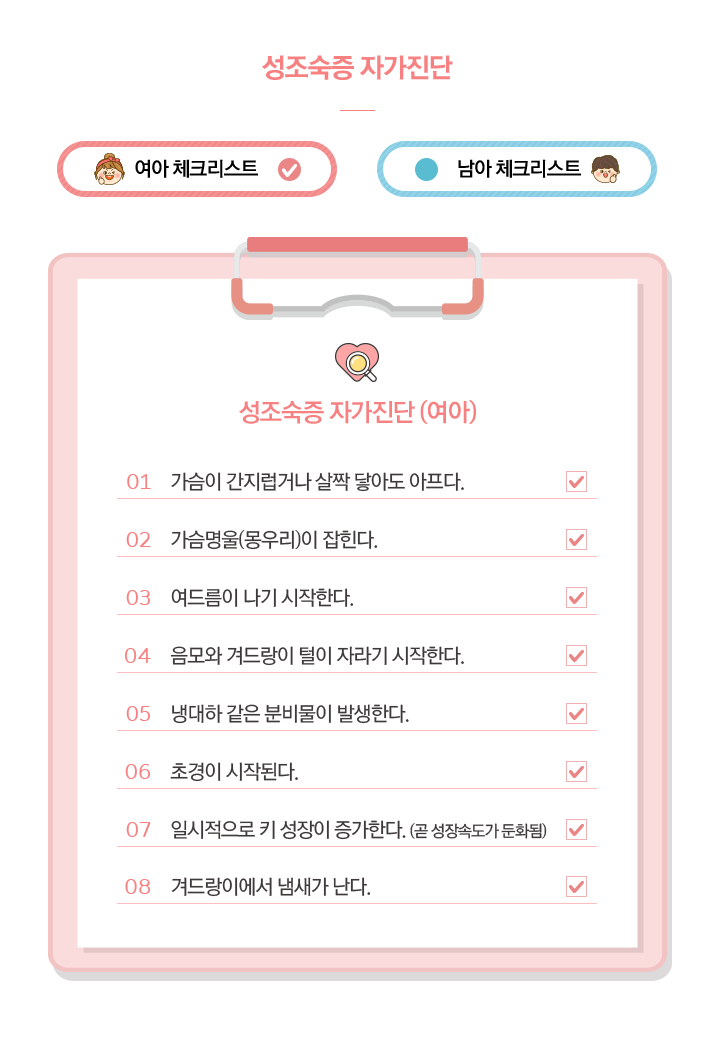 성조숙증 자가진단
여아 체크리스트
남아 체크리스트
성조숙증 자가진단 (여아)
01 가슴이 간지럽거나 살짝 닿아도 아프다.
02 가슴명울(몽우리)이 잡힌다.
03 여드름이 나기 시작한다.
04 음모와 겨드랑이 털이 자라기 시작한다.
05 냉대하 같은 분비물이 발생한다.
06 초경이 시작된다.
07 일시적으로 키 성장이 증가한다. (곧 성장속도가 둔화됨)
08 겨드랑이에서 냄새가 난다.